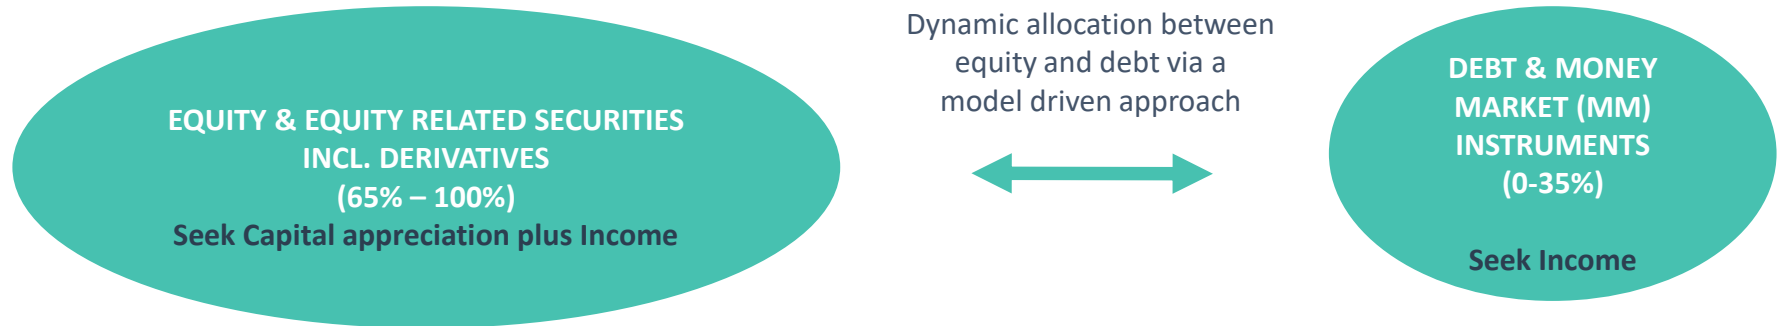 EQUITY & EQUITY RELATED SECURITIES
INCL. DERIVATIVES
(65% – 100%)
Seek Capital appreciation plus Income
Dynamic allocation between
equity and debt via a
model driven approach
DEBT & MONEY
MARKET (MM)
INSTRUMENTS
(0-35%)
Seek Income